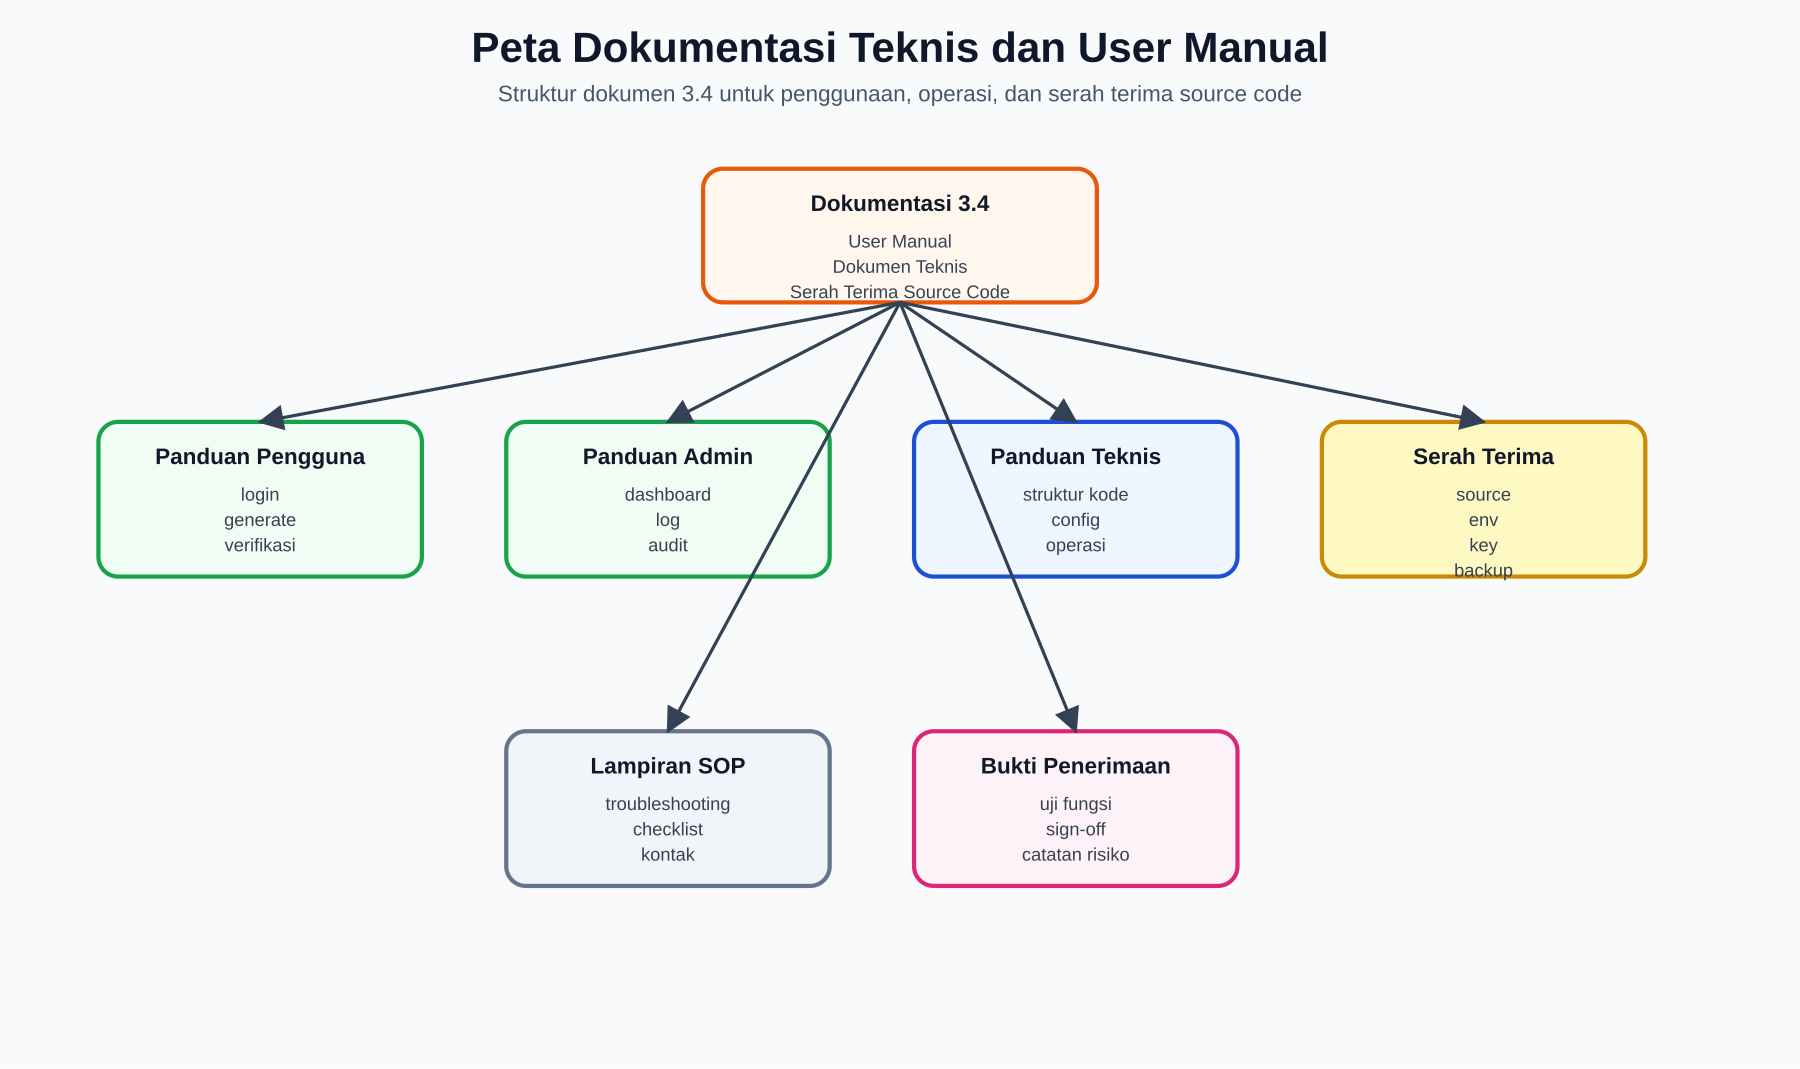 Peta Dokumentasi Teknis dan User Manual
Struktur dokumen 3.4 untuk penggunaan, operasi, dan serah terima source code
Dokumentasi 3.4
User Manual
Dokumen Teknis
Serah Terima Source Code
Panduan Pengguna
login
generate
verifikasi
Panduan Admin
dashboard
log
audit
Panduan Teknis
struktur kode
config
operasi
Serah Terima
source
env
key
backup
Lampiran SOP
troubleshooting
checklist
kontak
Bukti Penerimaan
uji fungsi
sign-off
catatan risiko